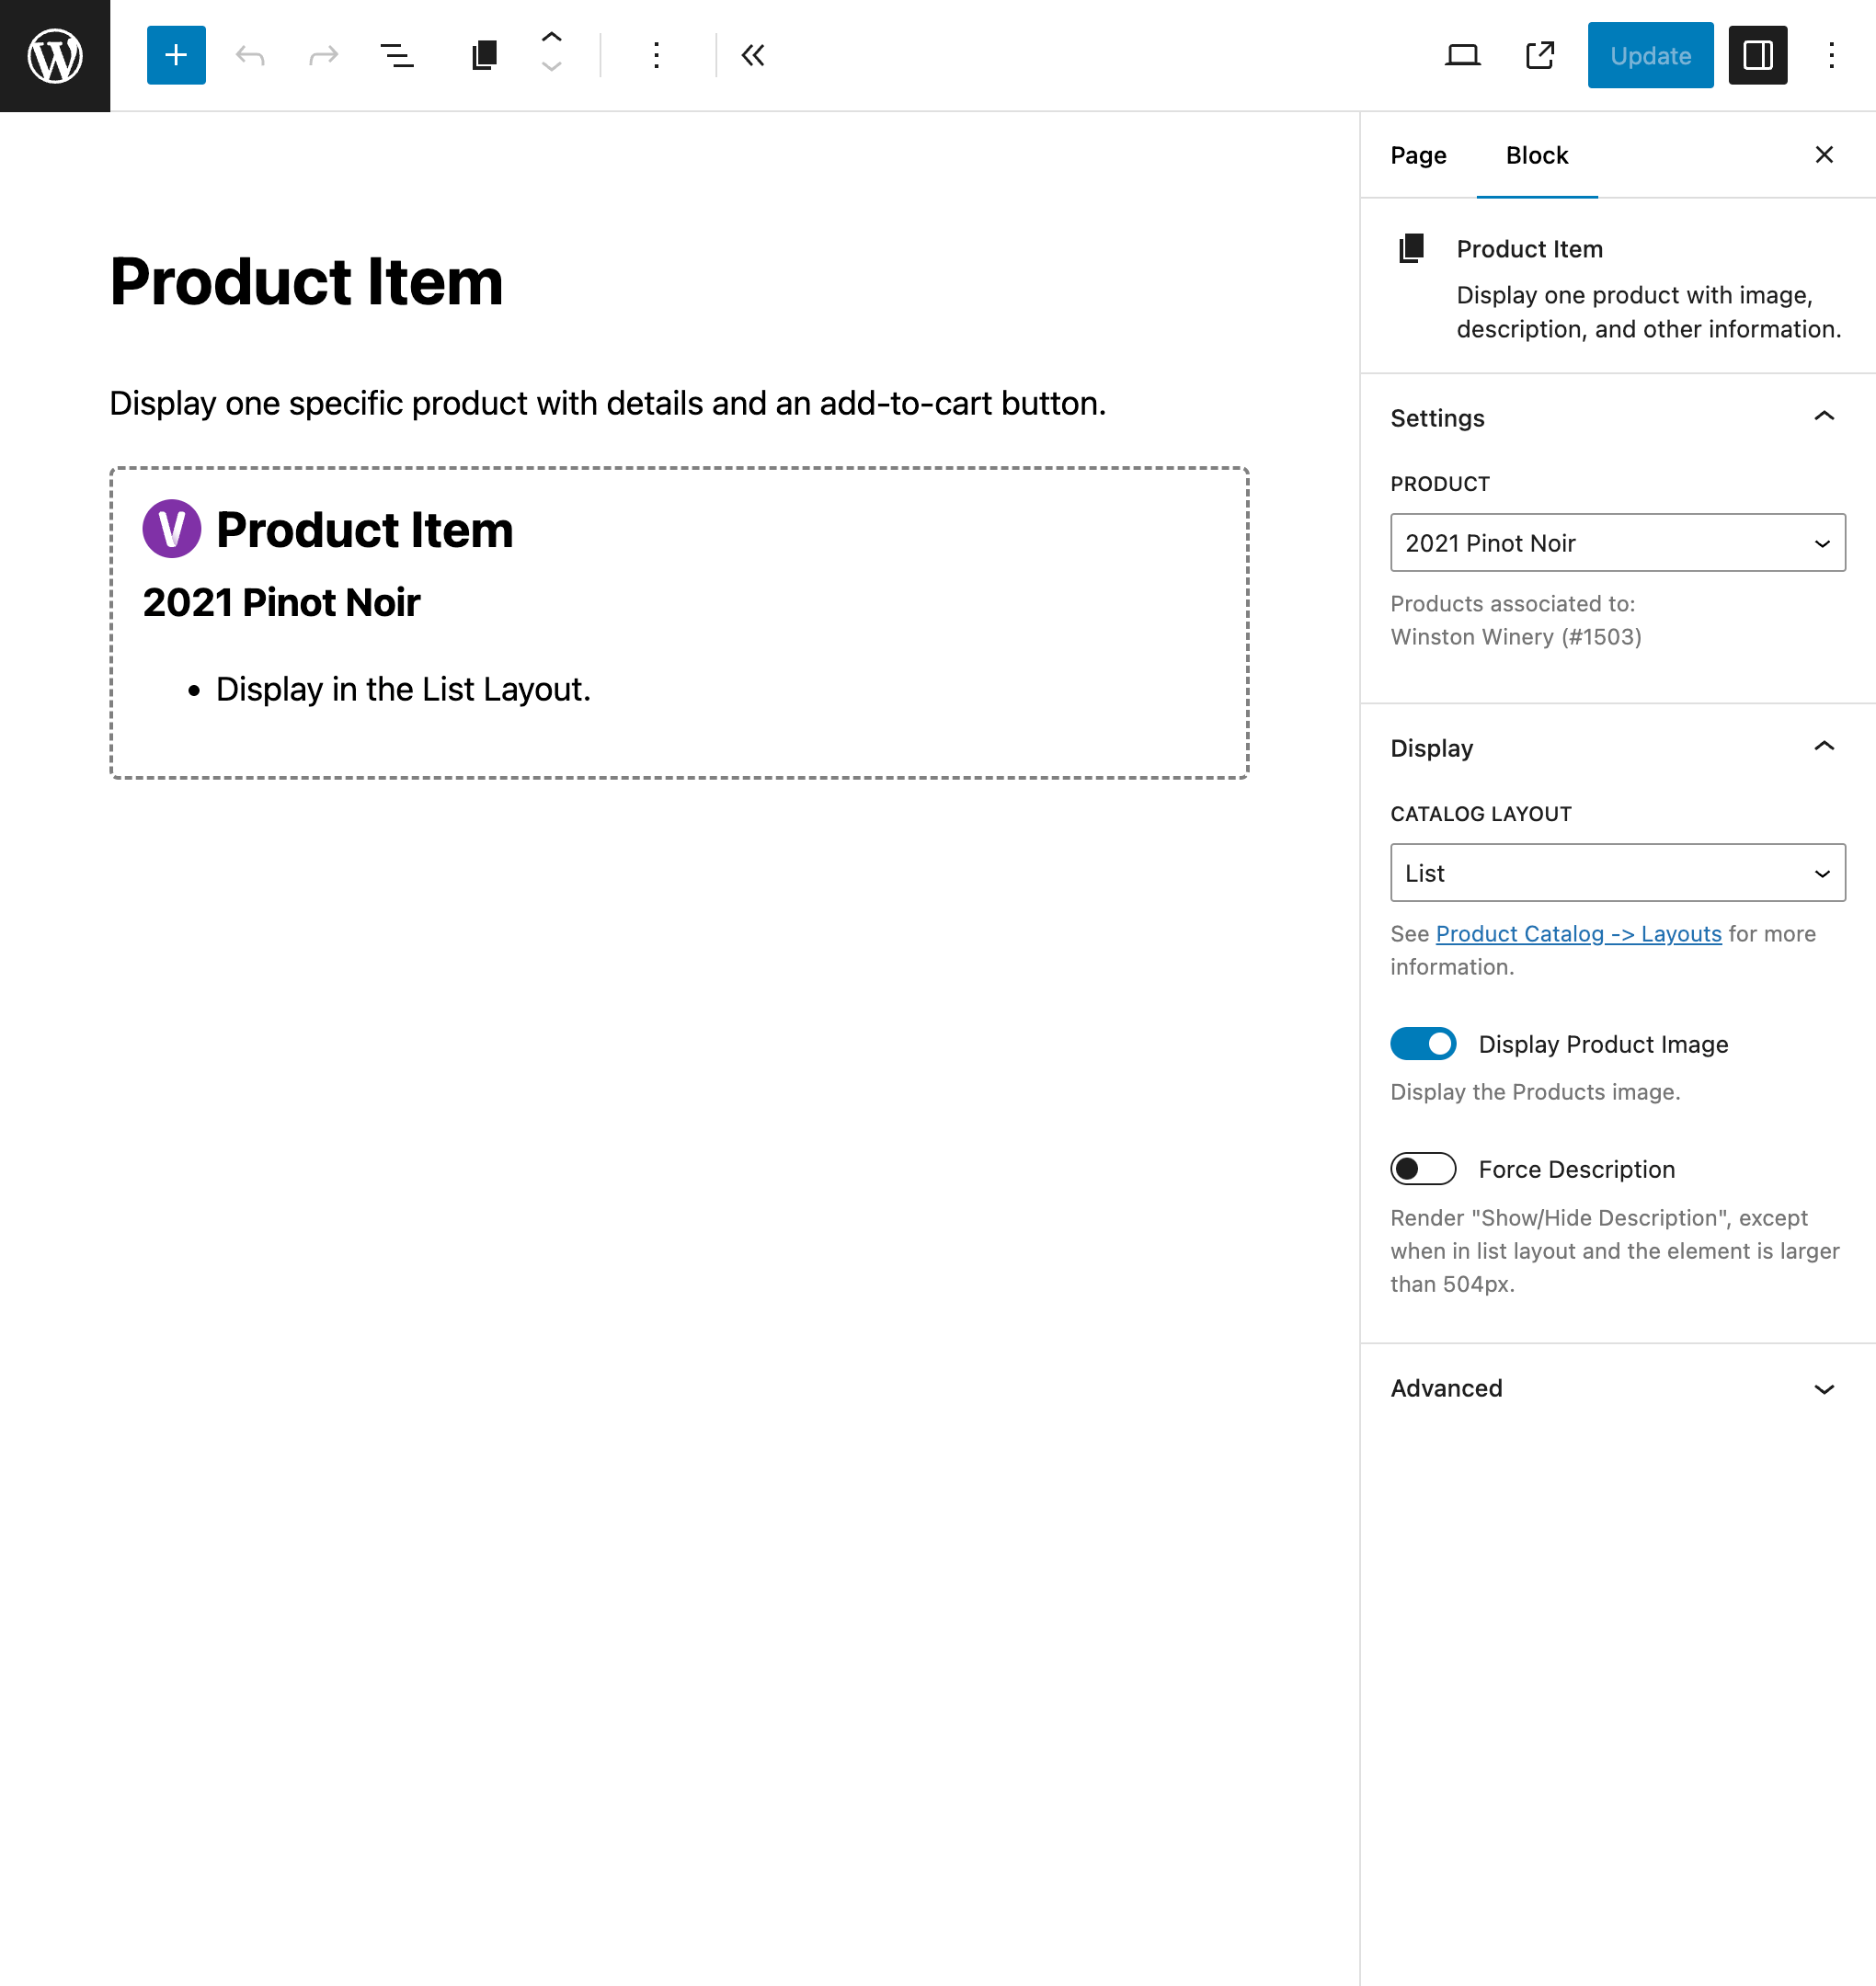 Update
Page
Block
Product Item
Display one product with image,
description, and other information.
Product Item
Display one specific product with details and an add-to-cart button.
Product Item
2021 Pinot Noir
• Display in the List Layout.
Settings
PRODUCT
2021 Pinot Noir
Products associated to:
Winston Winery (#1503)
Display
CATALOG LAYOUT
List
See Product Catalog -> Layouts for more
information.
Display Product Image
Display the Products image.
Force Description
Render "Show/Hide Description", except
when in list layout and the element is larger
than 504px.
Advanced